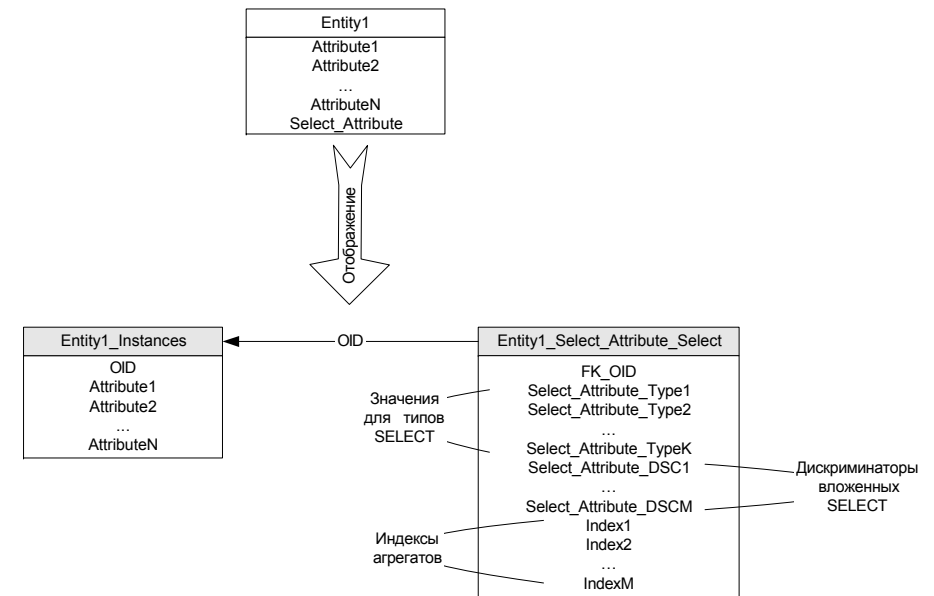 Entity1
Attribute1
Attribute2
...
AttributeN
Select_Attribute
Отображение
Entity1_Instances
OID
Attribute1
Attribute2
...
AttributeN
OID
Entity1_Select_Attribute_Select
FK_OID
Select_Attribute_Type1
Select_Attribute_Type2
...
Select_Attribute_TypeK
Select_Attribute_DSC1
...
Select_Attribute_DSCM
Index1
Index2
...
IndexM
Значения
для типов
SELECT
Индексы
агрегатов
Дискриминаторы
вложенных
SELECT